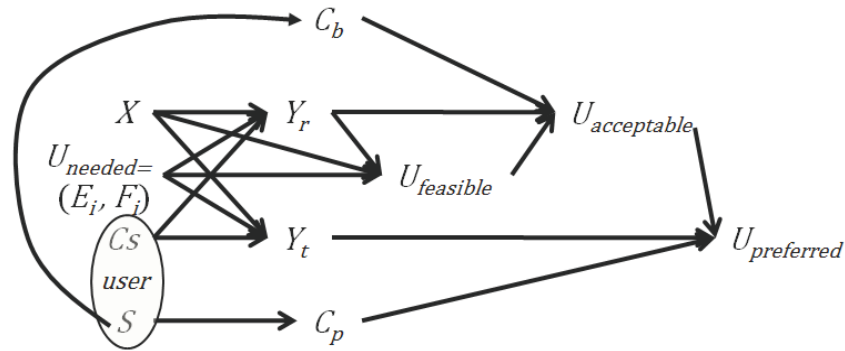 C_b
X
Y_r
U_acceptable
U_needed=
(E_i, F_i)
U_feasible
Cs
Y_t
U_preferred
user
S
C_p